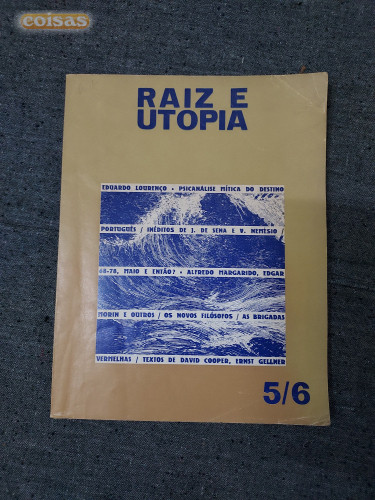 coisas
RAIZ E
UTOPIA
EDUARDO LOURENÇO • PSICANÁLISE MÍTICA DO DESTINO
PORTUGUÊS / INÉDITOS DE J. DE SENA E V. NEMÉSIO /
68-78, MAIO E ENTÃO? • ALFREDO MARGARIDO, EDGAR
MORIN E OUTROS / OS NOVOS FILÓSOFOS / AS BRIGADAS
VERMELHAS / TEXTOS DE DAVID COOPER, ERNST GELLNER
5/6